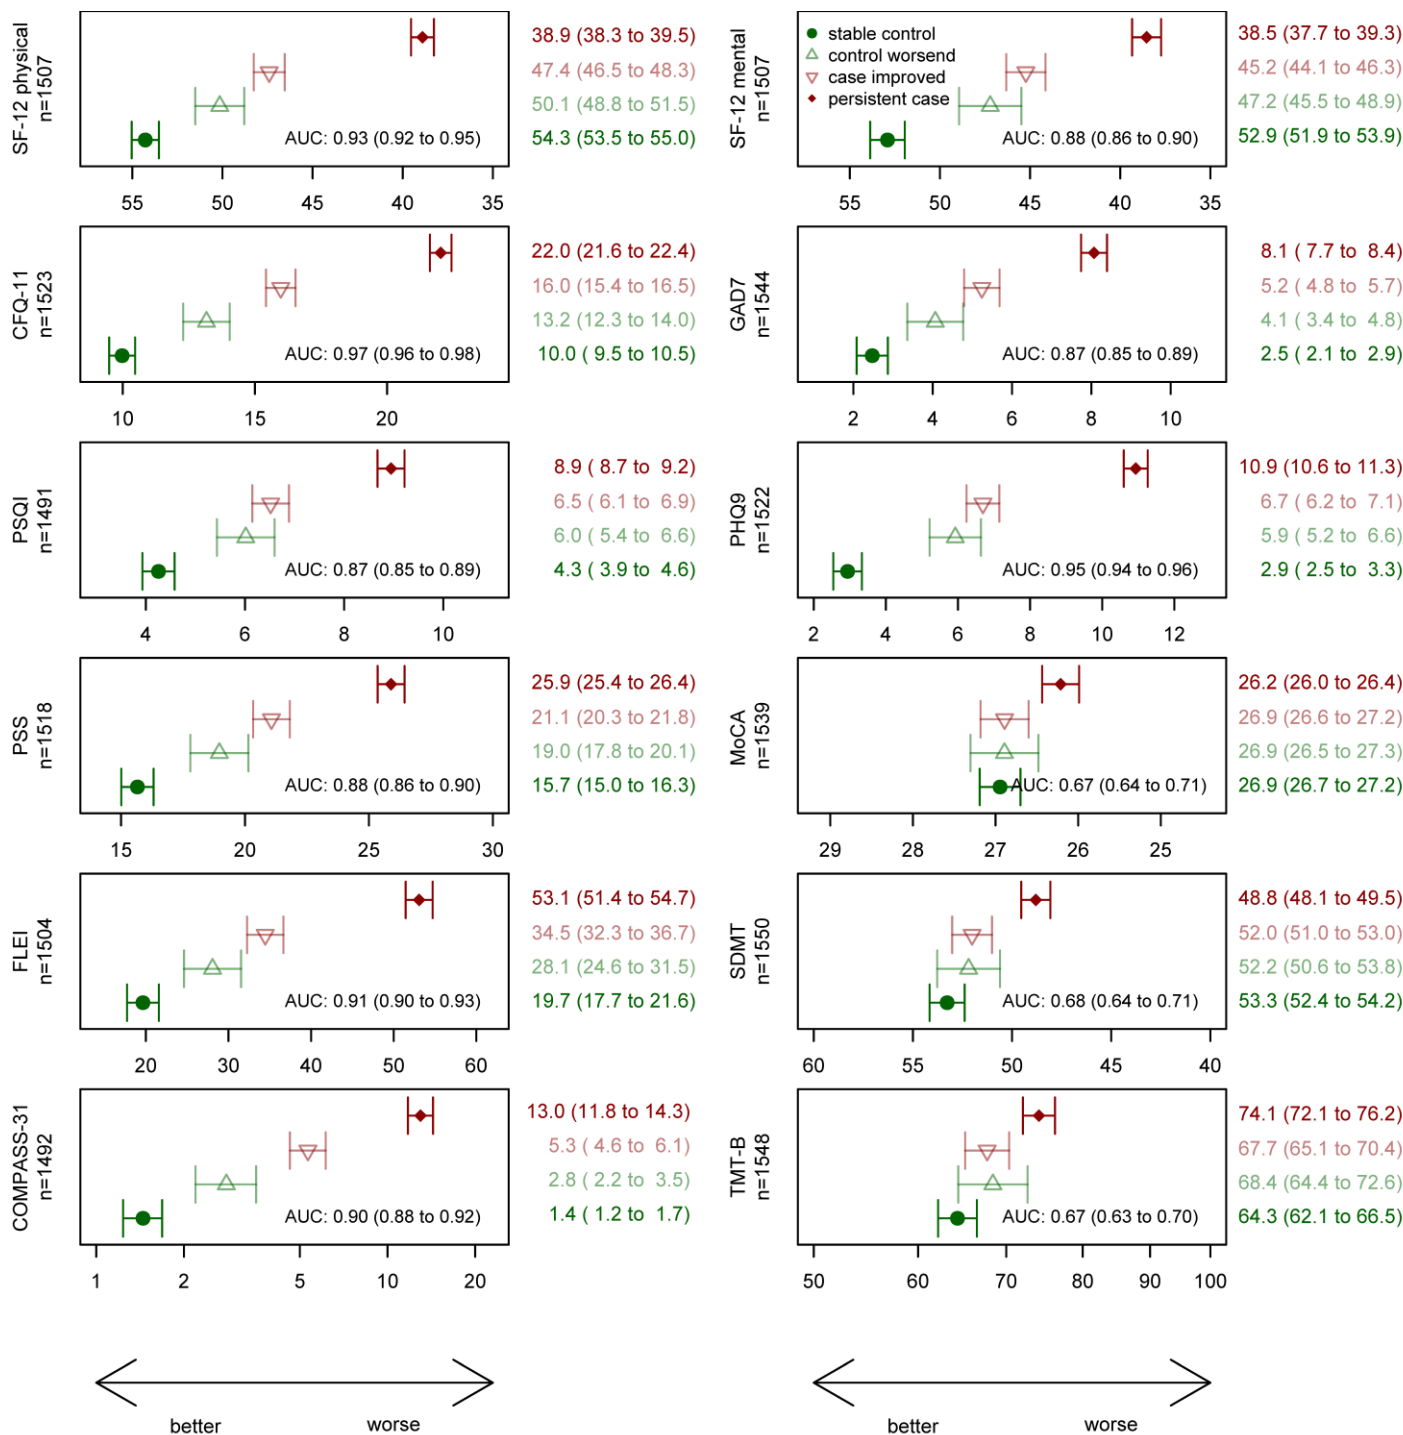 SF-12 physical
n=1507
38.9 (38.3 to 39.5)
47.4 (46.5 to 48.3)
50.1 (48.8 to 51.5)
54.3 (53.5 to 55.0)
AUC: 0.93 (0.92 to 0.95)
55 50 45 40 35
SF-12 mental
n=1507
stable control
control worsend
case improved
persistent case
38.5 (37.7 to 39.3)
45.2 (44.1 to 46.3)
47.2 (45.5 to 48.9)
52.9 (51.9 to 53.9)
AUC: 0.88 (0.86 to 0.90)
55 50 45 40 35
CFQ-11
n=1523
22.0 (21.6 to 22.4)
16.0 (15.4 to 16.5)
13.2 (12.3 to 14.0)
10.0 ( 9.5 to 10.5)
AUC: 0.97 (0.96 to 0.98)
10 15 20
GAD7
n=1544
8.1 ( 7.7 to 8.4)
5.2 ( 4.8 to 5.7)
4.1 ( 3.4 to 4.8)
2.5 ( 2.1 to 2.9)
AUC: 0.87 (0.85 to 0.89)
2 4 6 8 10
PSQI
n=1491
8.9 ( 8.7 to 9.2)
6.5 ( 6.1 to 6.9)
6.0 ( 5.4 to 6.6)
4.3 ( 3.9 to 4.6)
AUC: 0.87 (0.85 to 0.89)
4 6 8 10
PHQ9
n=1522
10.9 (10.6 to 11.3)
6.7 ( 6.2 to 7.1)
5.9 ( 5.2 to 6.6)
2.9 ( 2.5 to 3.3)
AUC: 0.95 (0.94 to 0.96)
2 4 6 8 10 12
PSS
n=1518
25.9 (25.4 to 26.4)
21.1 (20.3 to 21.8)
19.0 (17.8 to 20.1)
15.7 (15.0 to 16.3)
AUC: 0.88 (0.86 to 0.90)
15 20 25 30
MoCA
n=1539
26.2 (26.0 to 26.4)
26.9 (26.6 to 27.2)
26.9 (26.5 to 27.3)
26.9 (26.7 to 27.2)
AUC: 0.67 (0.64 to 0.71)
29 28 27 26 25
FLEI
n=1504
53.1 (51.4 to 54.7)
34.5 (32.3 to 36.7)
28.1 (24.6 to 31.5)
19.7 (17.7 to 21.6)
AUC: 0.91 (0.90 to 0.93)
20 30 40 50 60
SDMT
n=1550
48.8 (48.1 to 49.5)
52.0 (51.0 to 53.0)
52.2 (50.6 to 53.8)
53.3 (52.4 to 54.2)
AUC: 0.68 (0.64 to 0.71)
60 55 50 45 40
COMPASS-31
n=1492
13.0 (11.8 to 14.3)
5.3 ( 4.6 to 6.1)
2.8 ( 2.2 to 3.5)
1.4 ( 1.2 to 1.7)
AUC: 0.90 (0.88 to 0.92)
1 2 5 10 20
TMT-B
n=1548
74.1 (72.1 to 76.2)
67.7 (65.1 to 70.4)
68.4 (64.4 to 72.6)
64.3 (62.1 to 66.5)
AUC: 0.67 (0.63 to 0.70)
50 60 70 80 90 100
better worse
better worse